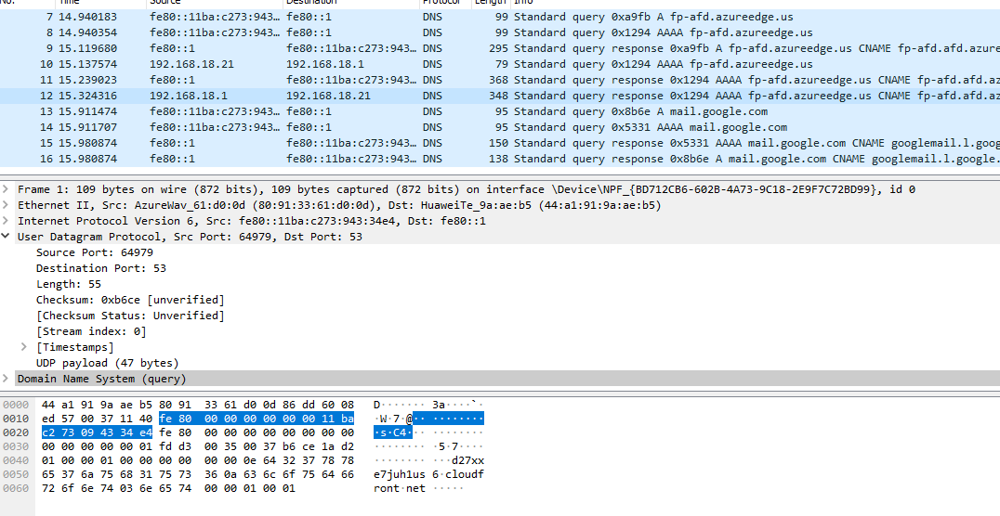 No. Time Source Destination Protocol Length Info
7 14.940183 fe80::11ba:c273:943… fe80::1 DNS 99 Standard query 0xa9fb A fp-afd.azureedge.us
8 14.940354 fe80::11ba:c273:943… fe80::1 DNS 99 Standard query 0x1294 AAAA fp-afd.azureedge.us
9 15.119680 fe80::1 fe80::11ba:c273:943… DNS 295 Standard query response 0xa9fb A fp-afd.azureedge.us CNAME fp-afd.afd.azure
10 15.137574 192.168.18.21 192.168.18.1 DNS 79 Standard query 0x1294 AAAA fp-afd.azureedge.us
11 15.239023 fe80::1 fe80::11ba:c273:943… DNS 368 Standard query response 0x1294 AAAA fp-afd.azureedge.us CNAME fp-afd.afd.az
12 15.324316 192.168.18.1 192.168.18.21 DNS 348 Standard query response 0x1294 AAAA fp-afd.azureedge.us CNAME fp-afd.afd.az
13 15.911474 fe80::11ba:c273:943… fe80::1 DNS 95 Standard query 0x8b6e A mail.google.com
14 15.911707 fe80::11ba:c273:943… fe80::1 DNS 95 Standard query 0x5331 AAAA mail.google.com
15 15.980874 fe80::1 fe80::11ba:c273:943… DNS 150 Standard query response 0x5331 AAAA mail.google.com CNAME googlemail.l.goog
16 15.980874 fe80::1 fe80::11ba:c273:943… DNS 138 Standard query response 0x8b6e A mail.google.com CNAME googlemail.l.google.
Frame 1: 109 bytes on wire (872 bits), 109 bytes captured (872 bits) on interface \Device\NPF_{BD712CB6-602B-4A73-9C18-2E9F7C72BD99}, id 0
Ethernet II, Src: AzureWav_61:d0:0d (80:91:33:61:d0:0d), Dst: HuaweiTe_9a:ae:b5 (44:a1:91:9a:ae:b5)
Internet Protocol Version 6, Src: fe80::11ba:c273:943:34e4, Dst: fe80::1
User Datagram Protocol, Src Port: 64979, Dst Port: 53
Source Port: 64979
Destination Port: 53
Length: 55
Checksum: 0xb6ce [unverified]
[Checksum Status: Unverified]
[Stream index: 0]
[Timestamps]
UDP payload (47 bytes)
Domain Name System (query)
0000 44 a1 91 9a ae b5 80 91 33 61 d0 0d 86 dd 60 08 D·······3a····`·
0010 ed 57 00 37 11 40 fe 80 00 00 00 00 00 00 11 ba ·W·7·@··········
0020 c2 73 09 43 34 e4 fe 80 00 00 00 00 00 00 00 00 ·s·C4···········
0030 00 00 00 00 00 01 fd d3 00 35 00 37 b6 ce 1a d2 ·········5·7····
0040 01 00 00 01 00 00 00 00 00 00 0e 64 32 37 78 78 ···········d27xx
0050 65 37 6a 75 68 31 75 73 36 0a 63 6c 6f 75 64 66 e7juh1us6·cloudf
0060 72 6f 6e 74 03 6e 65 74 00 00 01 00 01 ront·net·····